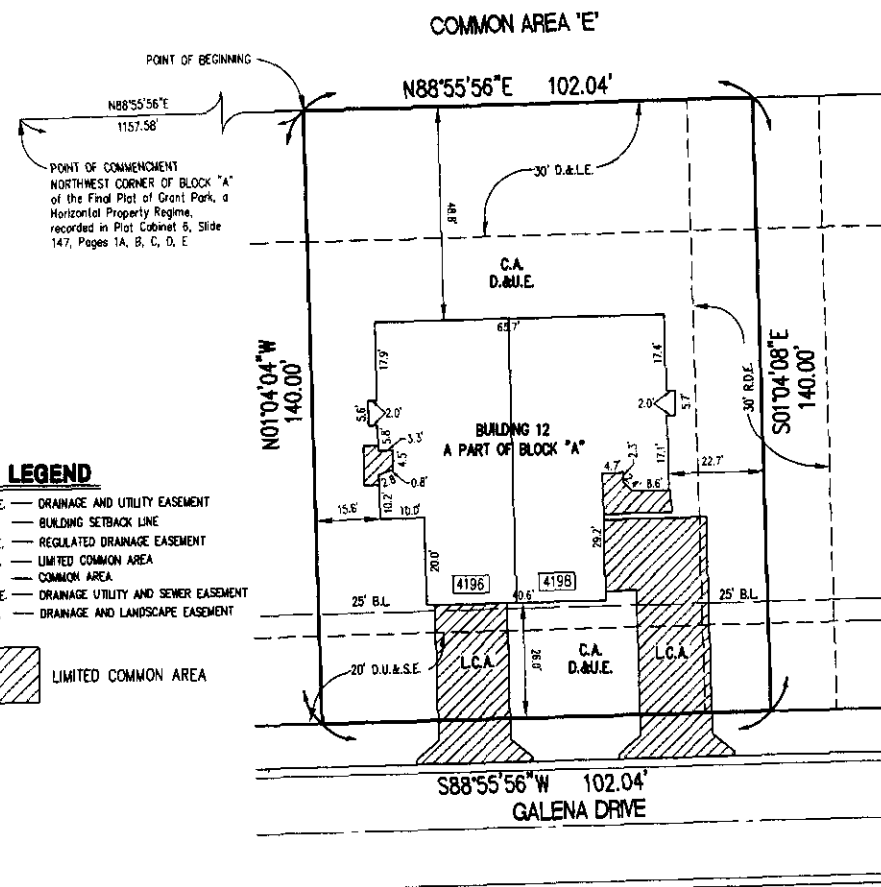 COMMON AREA 'E'
POINT OF BEGINNING
N88°55'56"E 102.04'
N88°55'56"E
1157.58'
POINT OF COMMENCMENT
NORTHWEST CORNER OF BLOCK "A"
of the Final Plat of Grant Park, a
Horizontal Property Regime,
recorded in Plat Cabinet 6, Slide
147, Pages 1A, B, C, D, E
30' D.&L.E.
48.8'
C.A.
D.&U.E.
65.7'
17.9'
17.4'
N01°04'04"W
140.00'
S01°04'08"E
140.00'
30' R.D.E.
5.6'
2.0'
2.0'
5.7'
BUILDING 12
A PART OF BLOCK "A"
5.8'
3.3'
4.5'
0.8'
10.2'
17.1'
4.7'
2.3'
8.6'
22.7'
15.6'
10.0'
20.0'
29.2'
4196
4198
40.6'
25' B.L.
25' B.L.
LEGEND
E. — DRAINAGE AND UTILITY EASEMENT
— BUILDING SETBACK LINE
— REGULATED DRAINAGE EASEMENT
— LIMITED COMMON AREA
— COMMON AREA
E. — DRAINAGE UTILITY AND SEWER EASEMENT
— DRAINAGE AND LANDSCAPE EASEMENT
LIMITED COMMON AREA
20' D.U.&S.E.
L.C.A.
26.0'
C.A.
D.&U.E.
L.C.A.
S88°55'56"W 102.04'
GALENA DRIVE